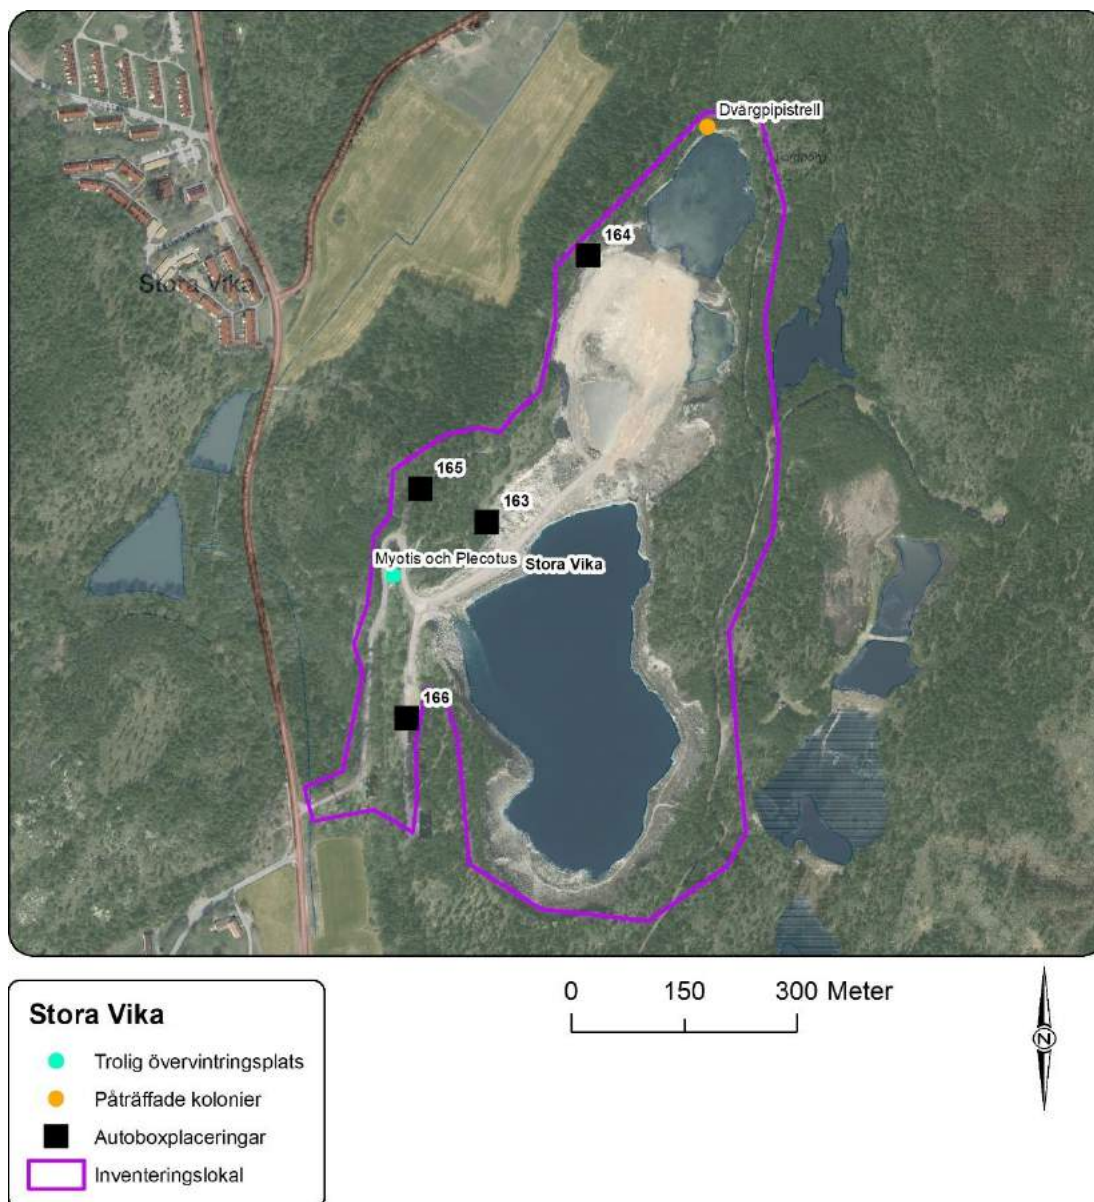 Dvärgpipistrell
164
Stora Vika
165
163
Myotis och Plecotus
Stora Vika
166
0 150 300 Meter
N
Stora Vika
Trolig övervintringsplats
Påträffade kolonier
Autoboxplaceringar
Inventeringslokal